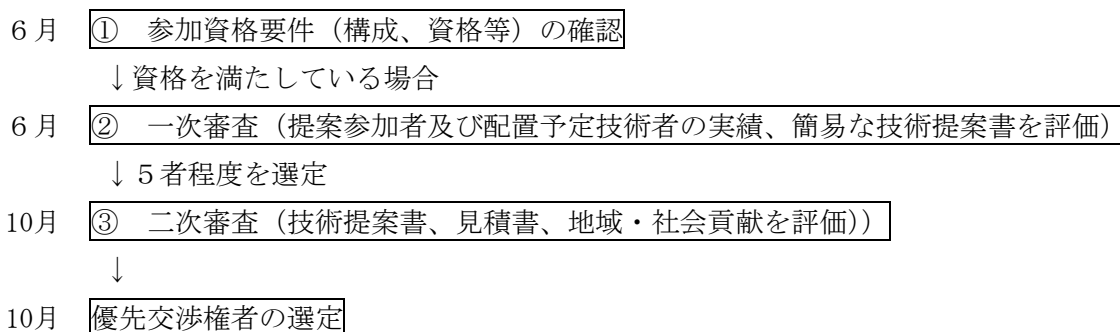 ６月　①　参加資格要件（構成、資格等）の確認
↓資格を満たしている場合
６月　②　一次審査（提案参加者及び配置予定技術者の実績、簡易な技術提案書を評価）
↓５者程度を選定
10月　③　二次審査（技術提案書、見積書、地域・社会貢献を評価））
↓
10月　優先交渉権者の選定